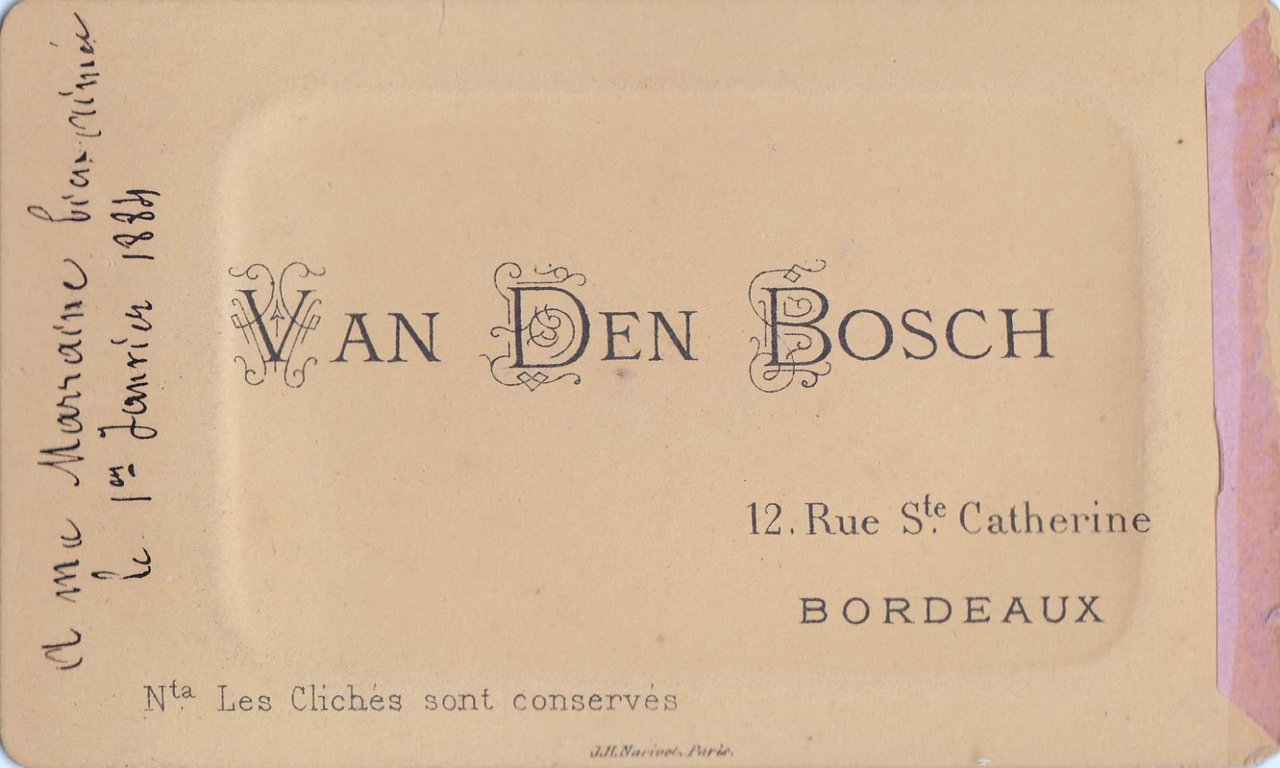 A ma Marraine bien-aimée
le 1er Janvier 1884
VAN DEN BOSCH
12. Rue Ste. Catherine
BORDEAUX
Nta Les Clichés sont conservés
J.H. Paris.